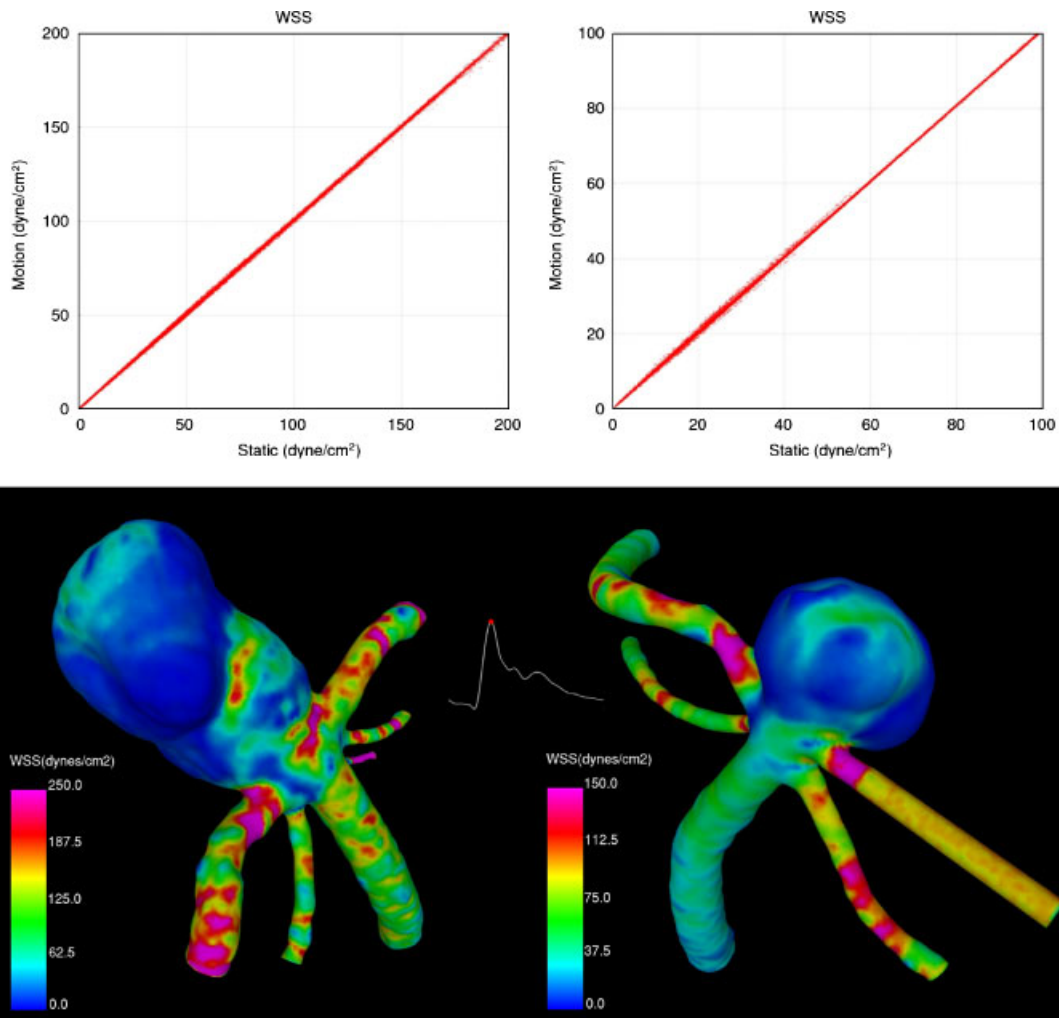 WSS
200
150
100
50
0
Motion (dyne/cm²)
0 50 100 150 200
Static (dyne/cm²)
WSS
100
80
60
40
20
0
Motion (dyne/cm²)
0 20 40 60 80 100
Static (dyne/cm²)
WSS(dynes/cm2)
250.0
187.5
125.0
62.5
0.0
WSS(dynes/cm2)
150.0
112.5
75.0
37.5
0.0